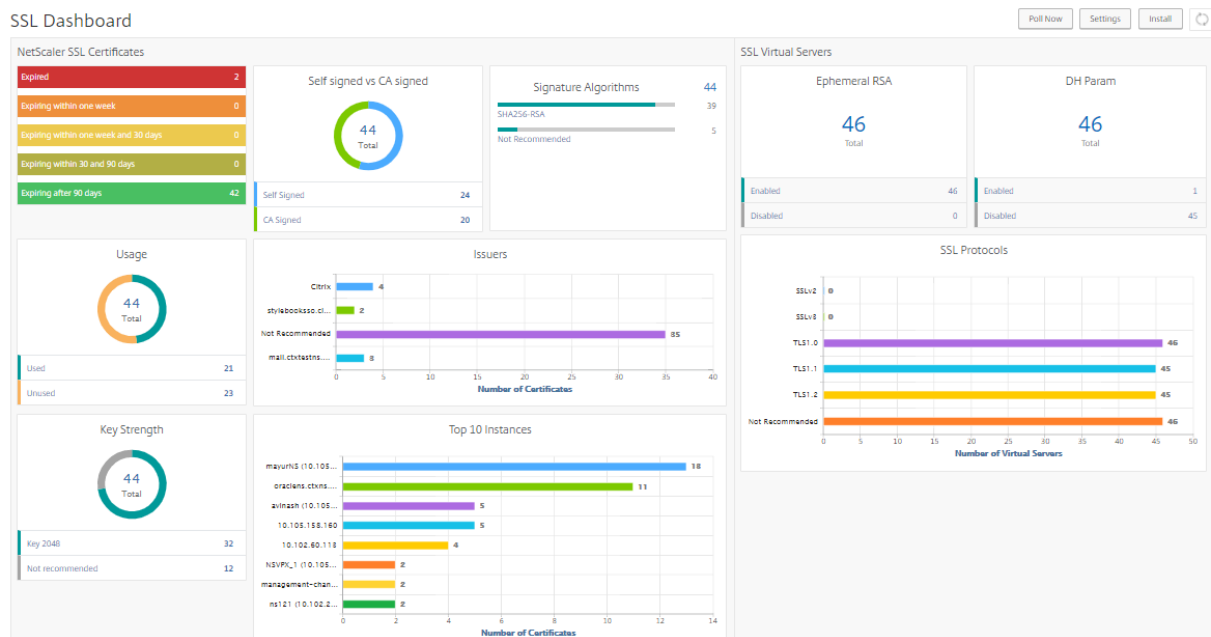 SSL Dashboard
Poll Now
Settings
Install
NetScaler SSL Certificates
Expired 2
Expiring within one week 0
Expiring within one week and 30 days 0
Expiring within 30 and 90 days 0
Expiring after 90 days 42
Self signed vs CA signed
44
Total
Self Signed 24
CA Signed 20
Signature Algorithms 44
39
SHA256-RSA
5
Not Recommended
Usage
44
Total
Used 21
Unused 23
Issuers
Citrix 4
stylebooksso.ci... 2
Not Recommended 35
mail.ctxtestns.... 3
0 5 10 15 20 25 30 35 40
Number of Certificates
Key Strength
44
Total
Key 2048 32
Not recommended 12
Top 10 Instances
mayurNS (10.105... 13
oraclens.ctxns.... 11
avinash (10.105... 5
10.105.158.160 5
10.102.60.118 4
NSVPX_1 (10.105... 2
management-chan... 2
ns121 (10.102.2... 2
0 2 4 6 8 10 12 14
Number of Certificates
SSL Virtual Servers
Ephemeral RSA
46
Total
Enabled 46
Disabled 0
DH Param
46
Total
Enabled 1
Disabled 45
SSL Protocols
SSLv2 0
SSLv3 0
TLS1.0 46
TLS1.1 45
TLS1.2 45
Not Recommended 46
0 5 10 15 20 25 30 35 40 45 50
Number of Virtual Servers